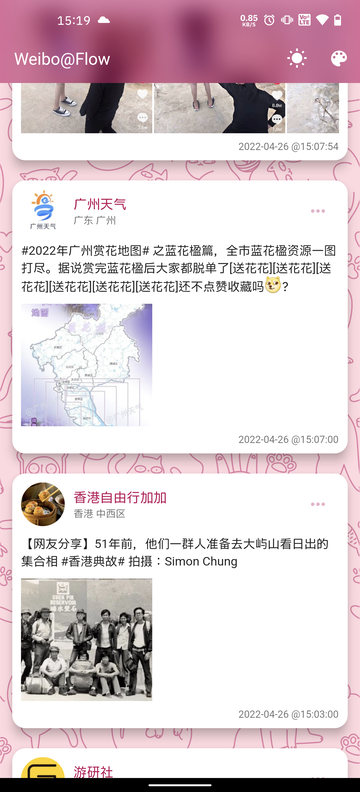 15:19
0.85
KB/S
Weibo@Flow
2022-04-26 @15:07:54
广州天气
广州天气
广东 广州
#2022年广州赏花地图# 之蓝花楹篇，全市蓝花楹资源一图
打尽。据说赏完蓝花楹后大家都脱单了[送花花][送花花][送
花花][送花花][送花花][送花花]还不点赞收藏吗？
2022-04-26 @15:07:00
香港自由行加加
香港 中西区
【网友分享】51年前，他们一群人准备去大屿山看日出的
集合相 #香港典故# 拍摄：Simon Chung
SHEK PIK
RESERVOIR
2022-04-26 @15:03:00
游研社